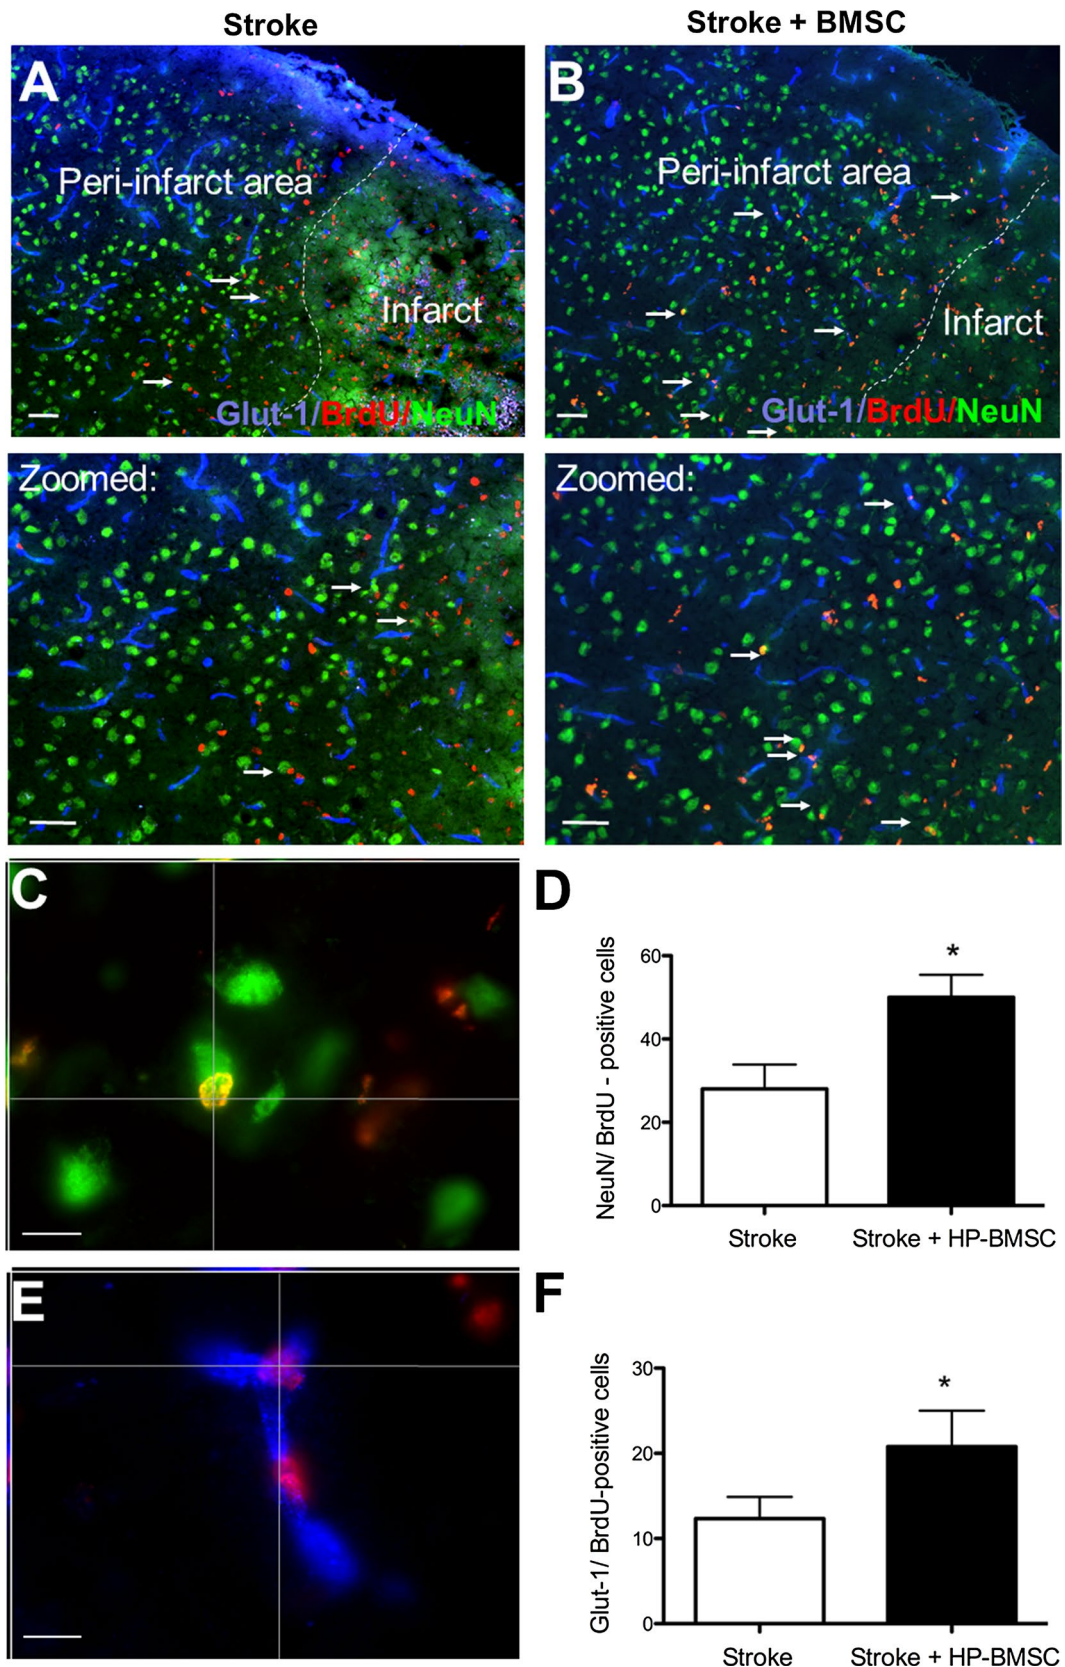 Stroke
Stroke + BMSC
A
Peri-infarct area
Infarct
Glut-1/BrdU/NeuN
B
Peri-infarct area
Infarct
Glut-1/BrdU/NeuN
Zoomed:
Zoomed:
C
D
NeuN/ BrdU - positive cells
60
40
20
0
*
Stroke
Stroke + HP-BMSC
E
F
Glut-1/ BrdU-positive cells
30
20
10
0
*
Stroke
Stroke + HP-BMSC